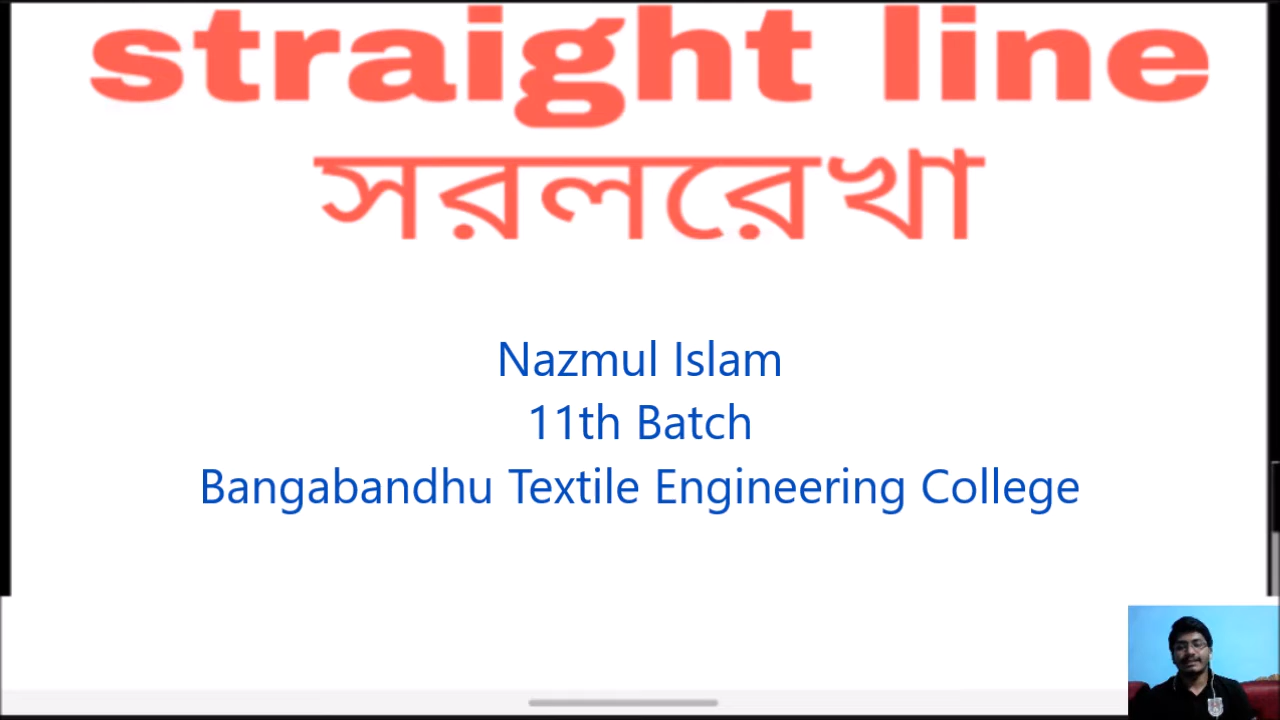 straight line
সরলরেখা
Nazmul Islam
11th Batch
Bangabandhu Textile Engineering College